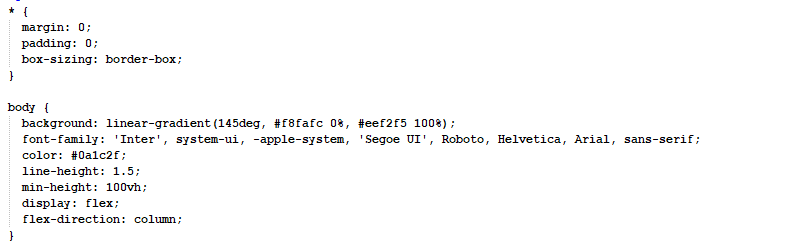 * {
margin: 0;
padding: 0;
box-sizing: border-box;
}
body {
background: linear-gradient(145deg, #f8fafc 0%, #eef2f5 100%);
font-family: 'Inter', system-ui, -apple-system, 'Segoe UI', Roboto, Helvetica, Arial, sans-serif;
color: #0a1c2f;
line-height: 1.5;
min-height: 100vh;
display: flex;
flex-direction: column;
}